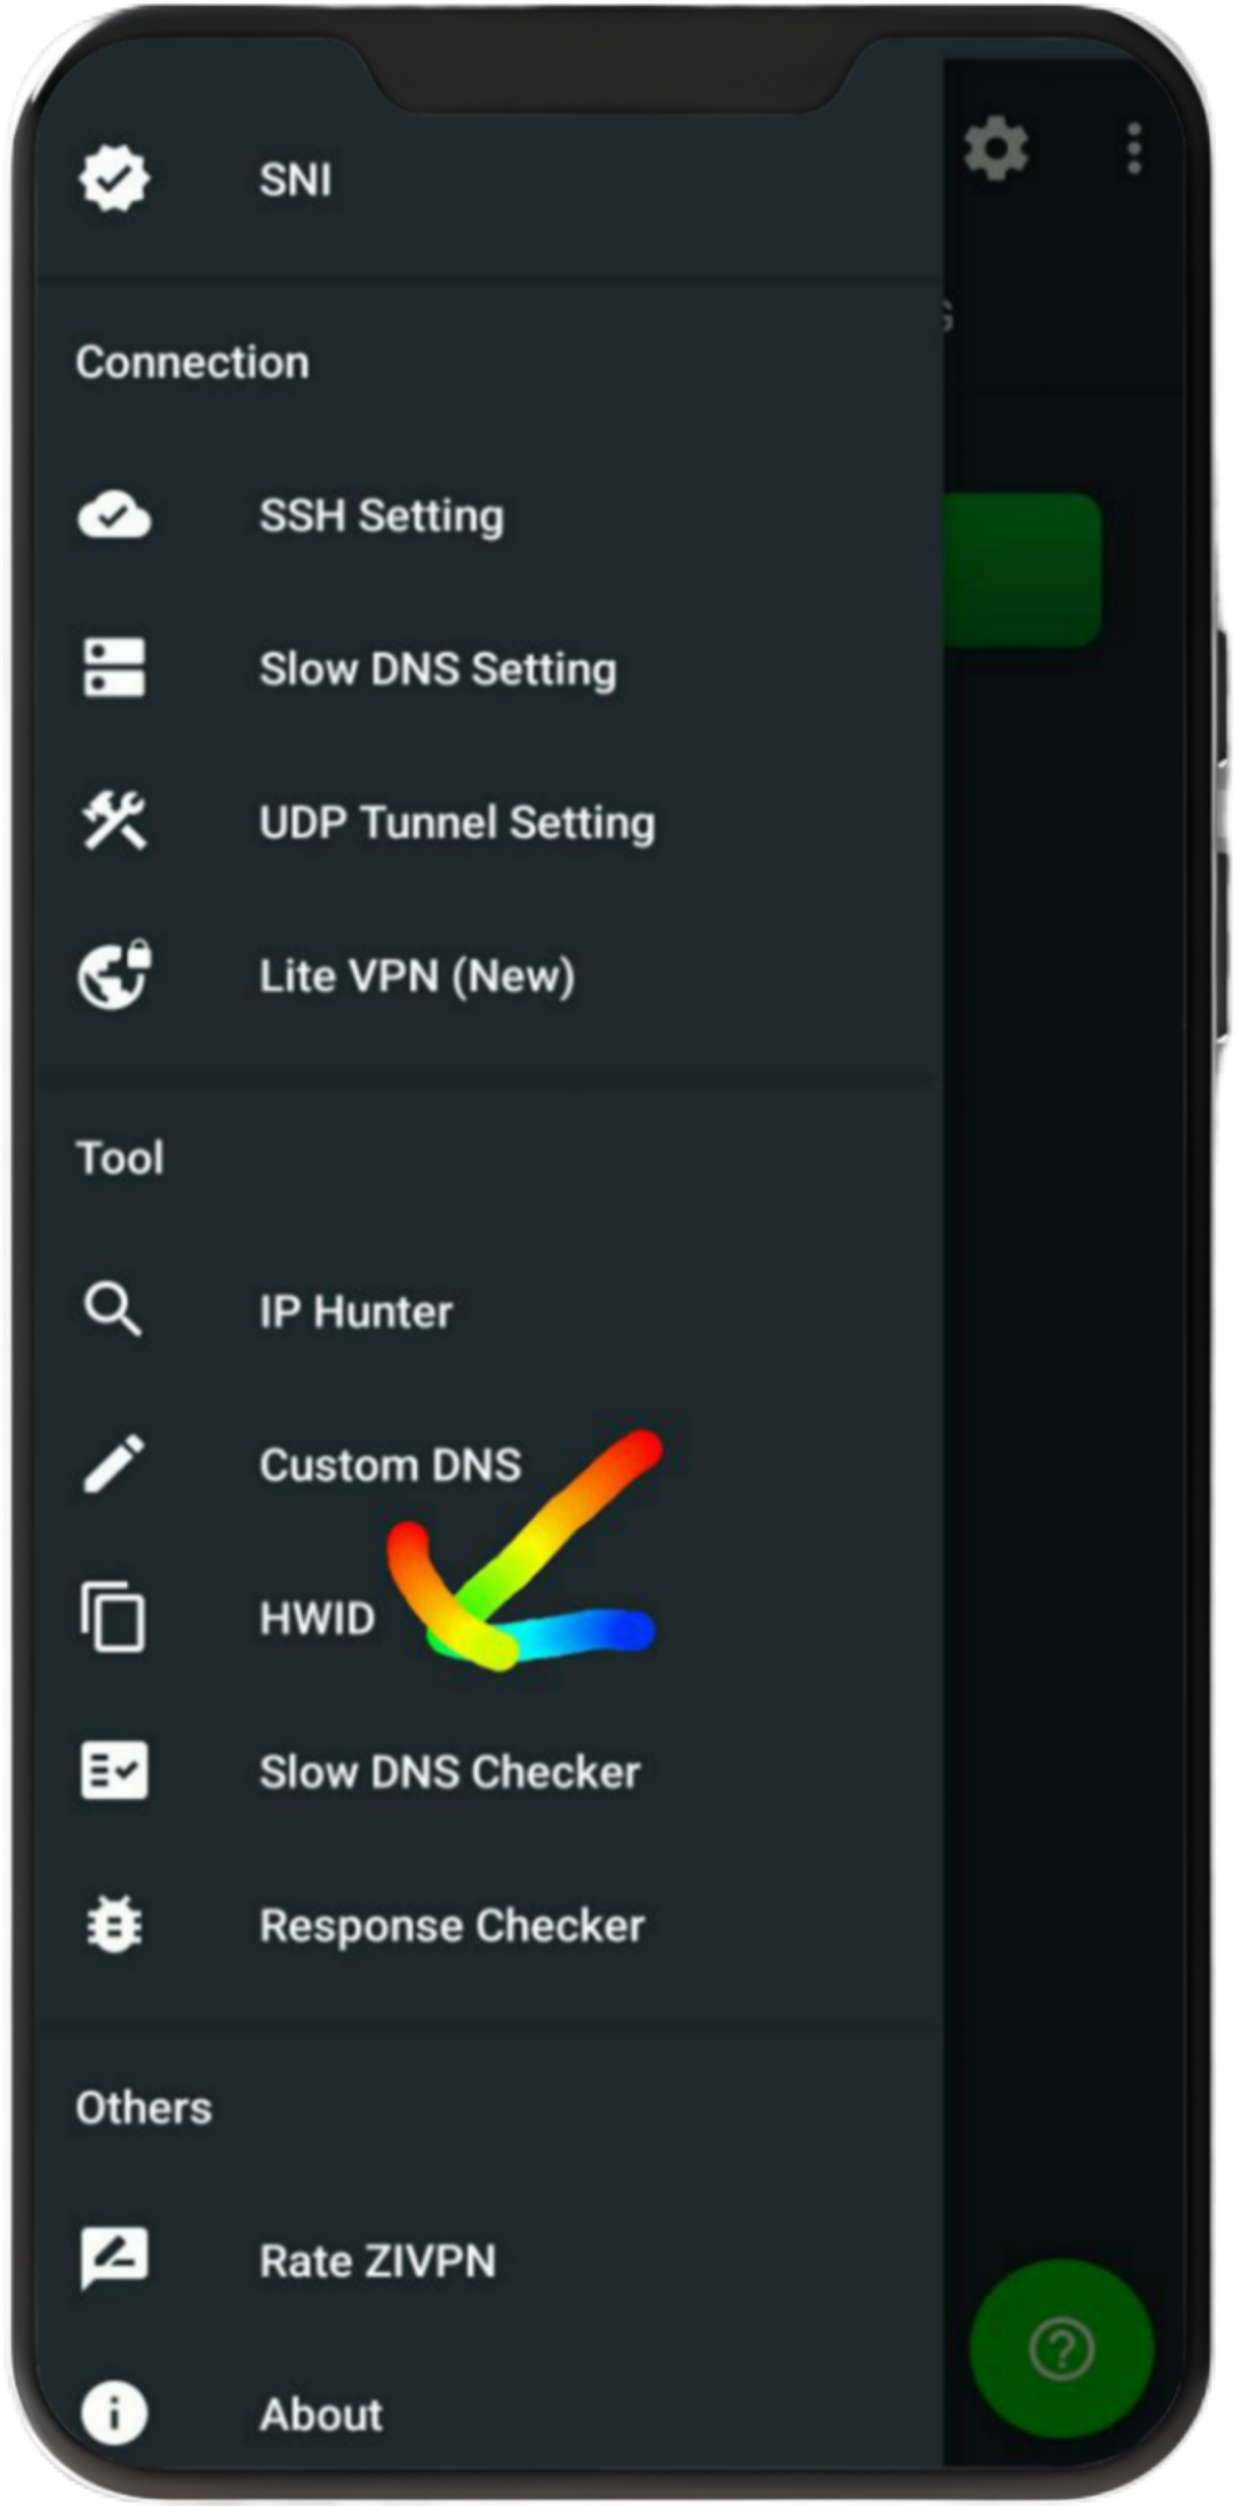 SNI
Connection
SSH Setting
Slow DNS Setting
UDP Tunnel Setting
Lite VPN (New)
Tool
IP Hunter
Custom DNS
HWID
Slow DNS Checker
Response Checker
Others
Rate ZIVPN
About